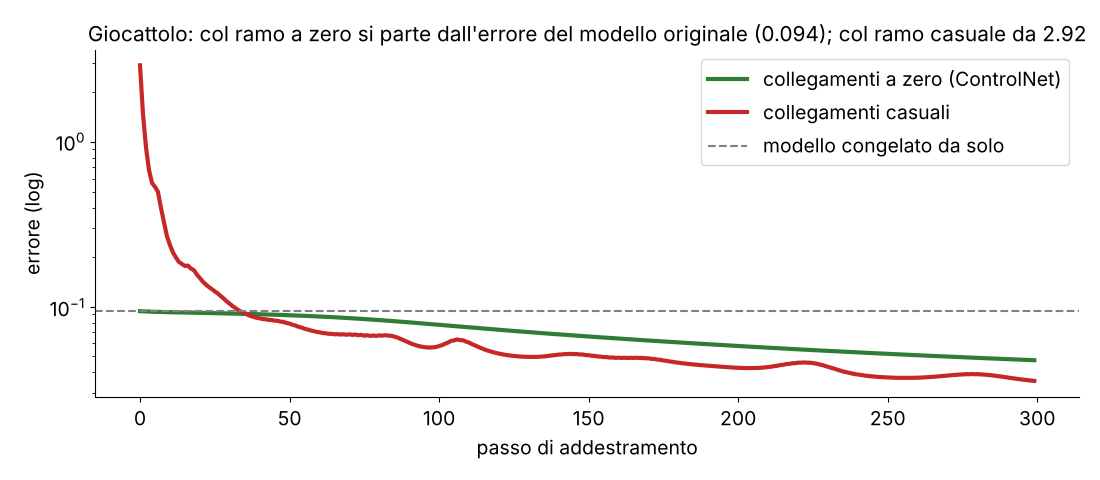 Giocattolo: col ramo a zero si parte dall'errore del modello originale (0.094); col ramo casuale da 2.92
collegamenti a zero (ControlNet)
collegamenti casuali
modello congelato da solo
errore (log)
10⁰
10⁻¹
0 50 100 150 200 250 300
passo di addestramento